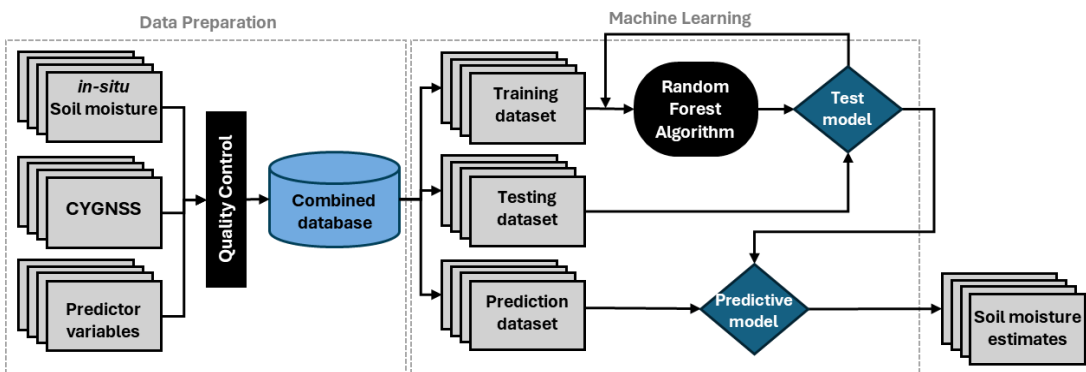 Data Preparation
Machine Learning
in-situ
Soil moisture
CYGNSS
Predictor
variables
Quality Control
Combined
database
Training
dataset
Random
Forest
Algorithm
Test
model
Testing
dataset
Prediction
dataset
Predictive
model
Soil moisture
estimates